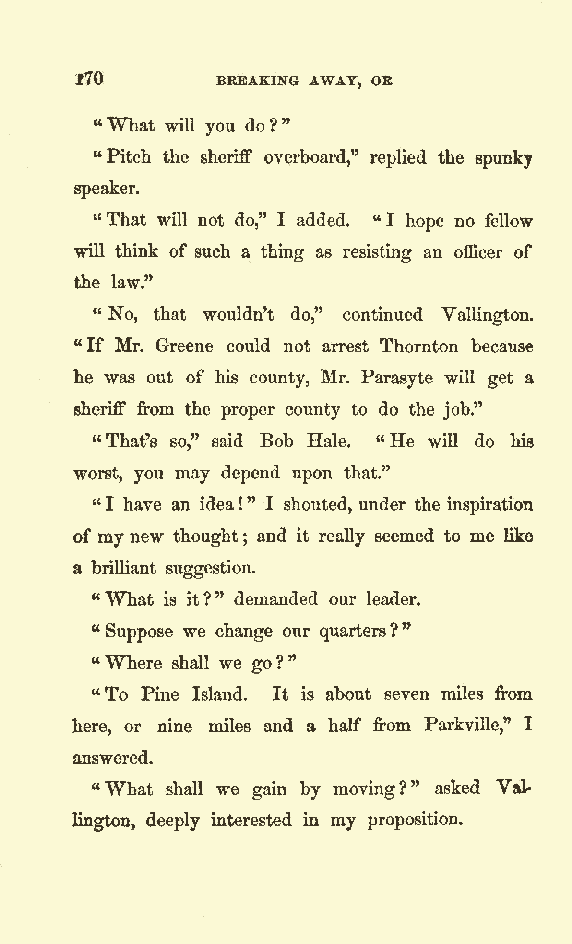 170 BREAKING AWAY, OR
"What will you do?"
"Pitch the sheriff overboard," replied the spunky
speaker.
"That will not do," I added. "I hope no fellow
will think of such a thing as resisting an officer of
the law."
"No, that wouldn't do," continued Vallington.
"If Mr. Greene could not arrest Thornton because
he was out of his county, Mr. Parasyte will get a
sheriff from the proper county to do the job."
"That's so," said Bob Hale. "He will do his
worst, you may depend upon that."
"I have an idea!" I shouted, under the inspiration
of my new thought; and it really seemed to me like
a brilliant suggestion.
"What is it?" demanded our leader.
"Suppose we change our quarters?"
"Where shall we go?"
"To Pine Island. It is about seven miles from
here, or nine miles and a half from Parkville," I
answered.
"What shall we gain by moving?" asked Val-
lington, deeply interested in my proposition.